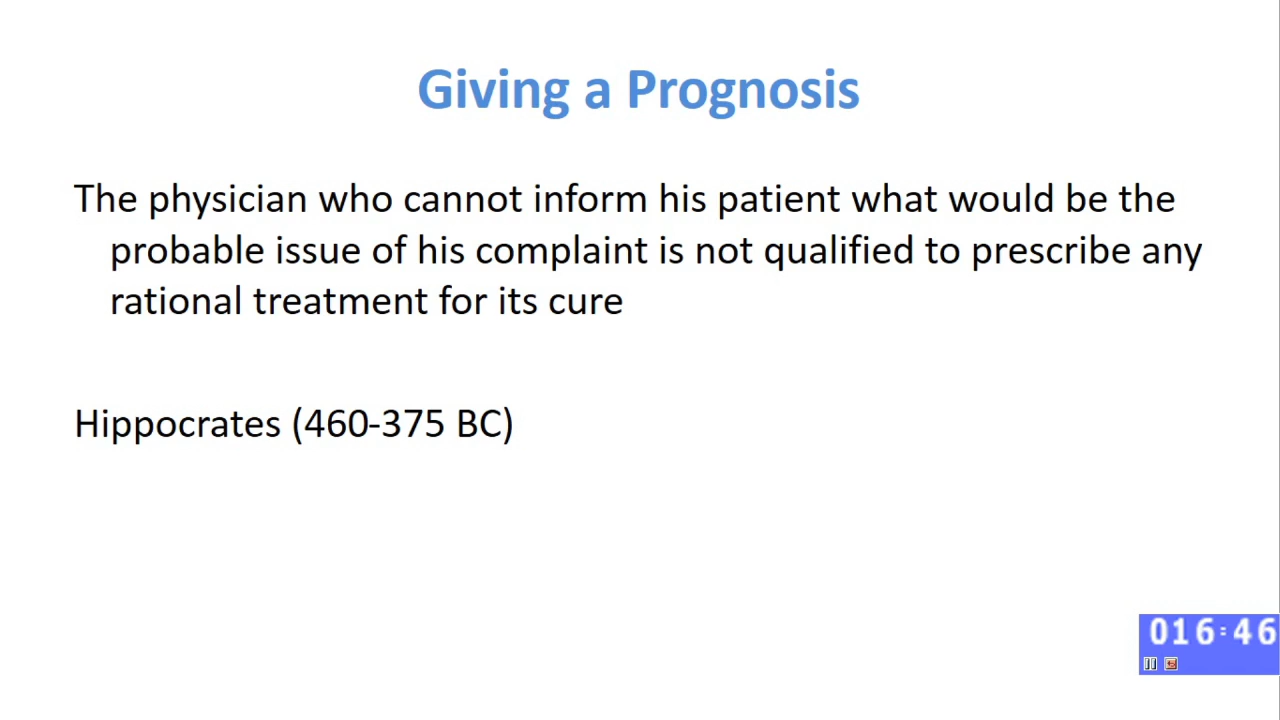 Giving a Prognosis
The physician who cannot inform his patient what would be the
probable issue of his complaint is not qualified to prescribe any
rational treatment for its cure
Hippocrates (460-375 BC)
016:46